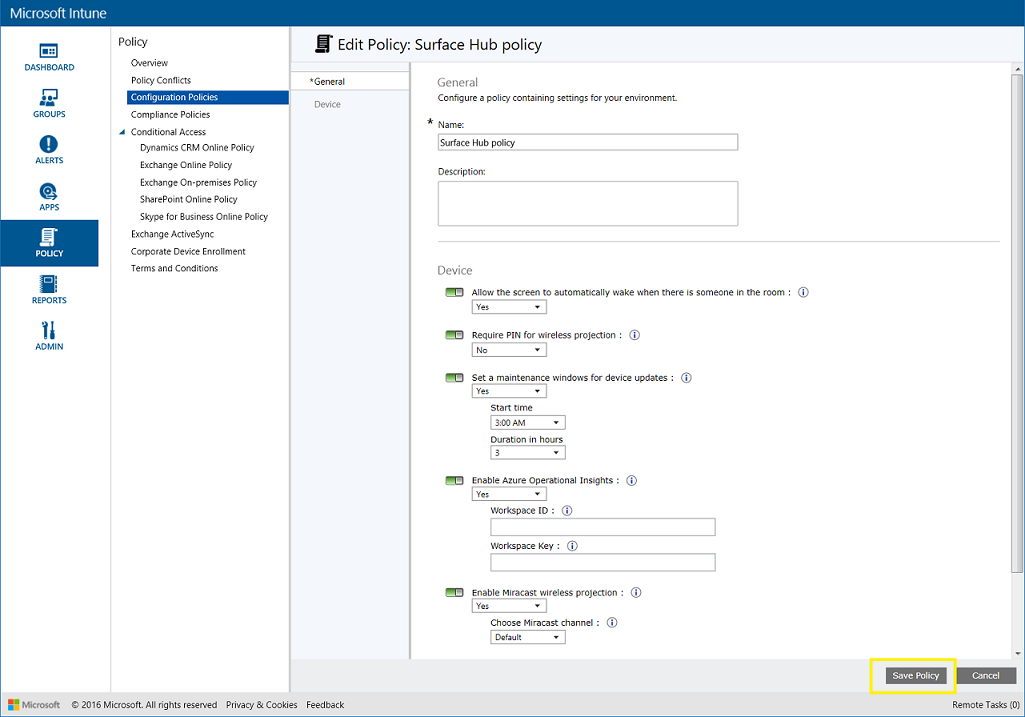 Microsoft Intune
DASHBOARD
GROUPS
ALERTS
APPS
POLICY
REPORTS
ADMIN
Policy
Overview
Policy Conflicts
Configuration Policies
Compliance Policies
Conditional Access
Dynamics CRM Online Policy
Exchange Online Policy
Exchange On-premises Policy
SharePoint Online Policy
Skype for Business Online Policy
Exchange ActiveSync
Corporate Device Enrollment
Terms and Conditions
Edit Policy: Surface Hub policy
*General
Device
General
Configure a policy containing settings for your environment.
* Name:
Surface Hub policy
Description:
Device
Allow the screen to automatically wake when there is someone in the room :
Yes
Require PIN for wireless projection :
No
Set a maintenance windows for device updates :
Yes
Start time
3:00 AM
Duration in hours
3
Enable Azure Operational Insights :
Yes
Workspace ID :
Workspace Key :
Enable Miracast wireless projection :
Yes
Choose Miracast channel :
Default
Save Policy Cancel
Microsoft © 2016 Microsoft. All rights reserved Privacy & Cookies Feedback Remote Tasks (0)